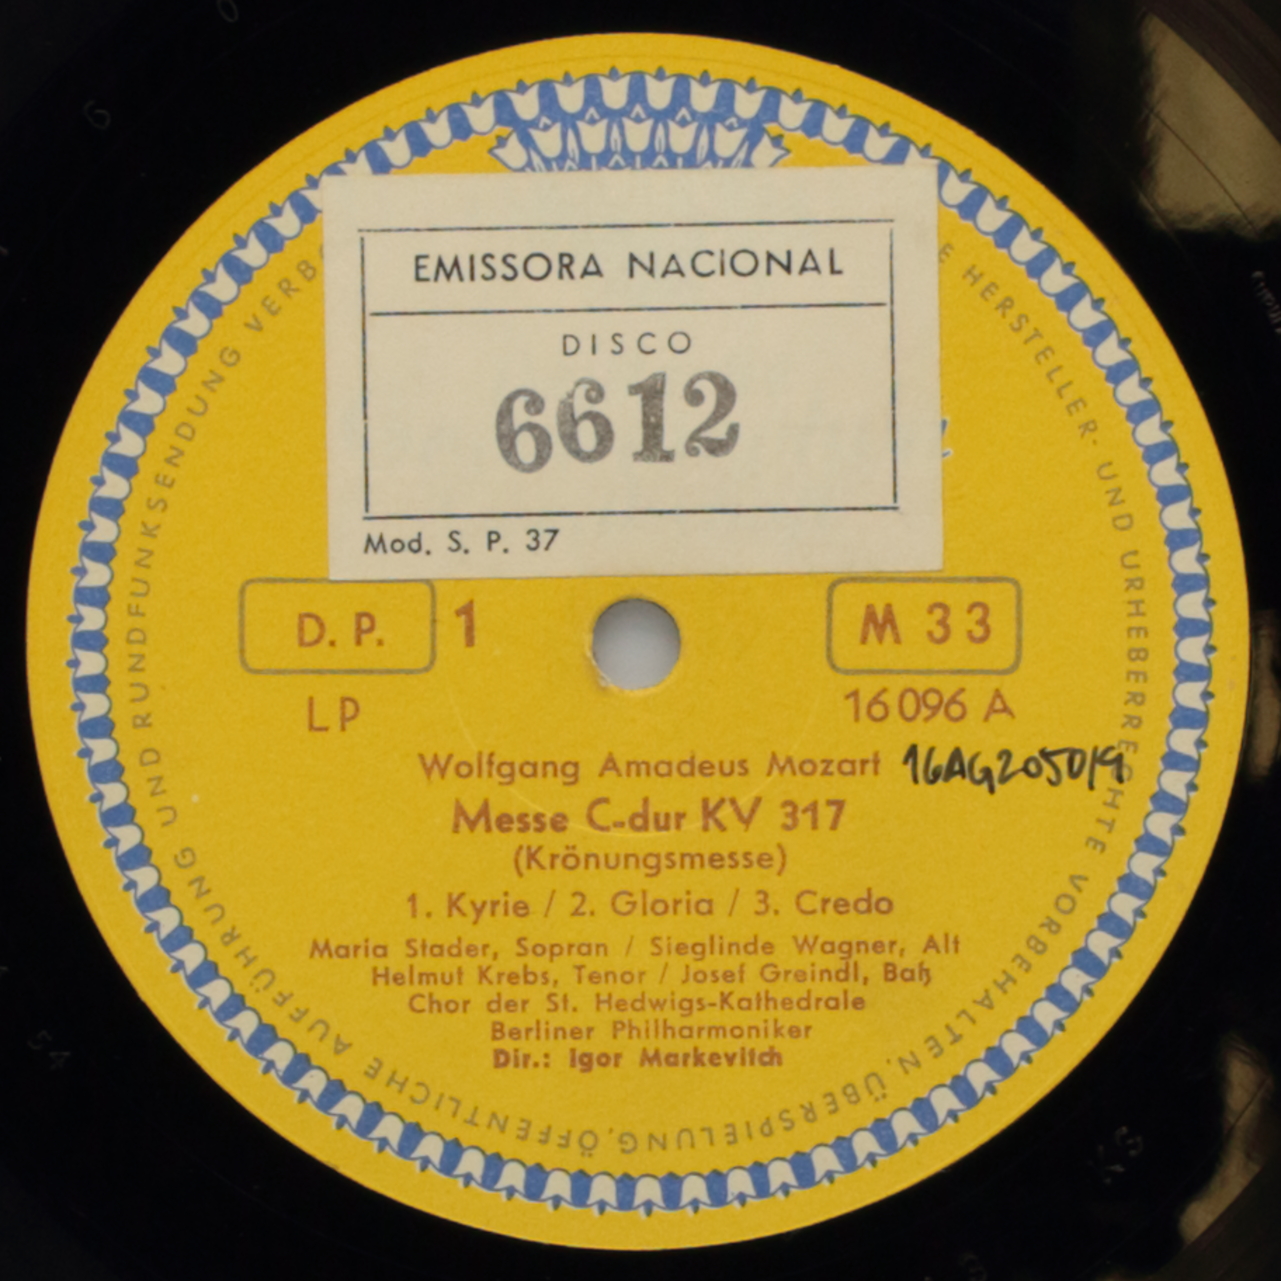 EMISSORA NACIONAL
DISCO
6612
Mod. S. P. 37
D. P. 1
M 33
LP
16096 A
Wolfgang Amadeus Mozart
16AG2050/9
Messe C-dur KV 317
(Krönungsmesse)
1. Kyrie / 2. Gloria / 3. Credo
Maria Stader, Sopran / Sieglinde Wagner, Alt
Helmut Krebs, Tenor / Josef Greindl, Baß
Chor der St. Hedwigs-Kathedrale
Berliner Philharmoniker
Dir.: Igor Markevitch
HERSTELLER- UND URHEBERRECHTE VORBEHALTEN. ÜBERSPIELUNG, ÖFFENTLICHE AUFFÜHRUNG UND RUNDFUNKSENDUNG